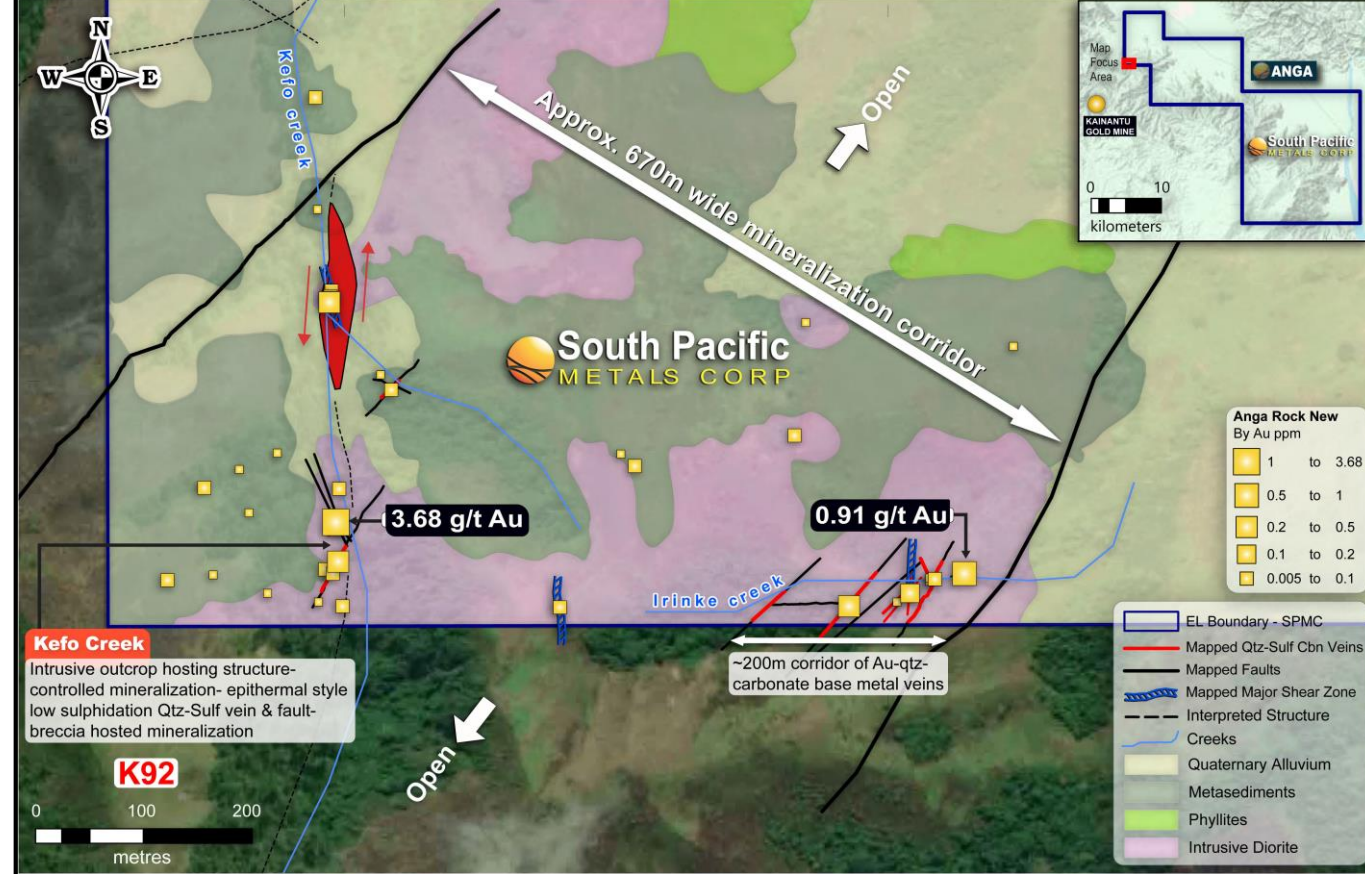 N
W E
S
Kefo creek
Approx. 670m wide mineralization corridor
Open
Map
Focus
Area
KAINANTU
GOLD MINE
ANGA
South Pacific
METALS CORP
0 10
kilometers
South Pacific
METALS CORP
3.68 g/t Au
0.91 g/t Au
Irinke creek
~200m corridor of Au-qtz-
carbonate base metal veins
Kefo Creek
Intrusive outcrop hosting structure-
controlled mineralization- epithermal style
low sulphidation Qtz-Sulf vein & fault-
breccia hosted mineralization
K92
0 100 200
metres
Open
Anga Rock New
By Au ppm
1 to 3.68
0.5 to 1
0.2 to 0.5
0.1 to 0.2
0.005 to 0.1
EL Boundary - SPMC
Mapped Qtz-Sulf Cbn Veins
Mapped Faults
Mapped Major Shear Zone
Interpreted Structure
Creeks
Quaternary Alluvium
Metasediments
Phyllites
Intrusive Diorite